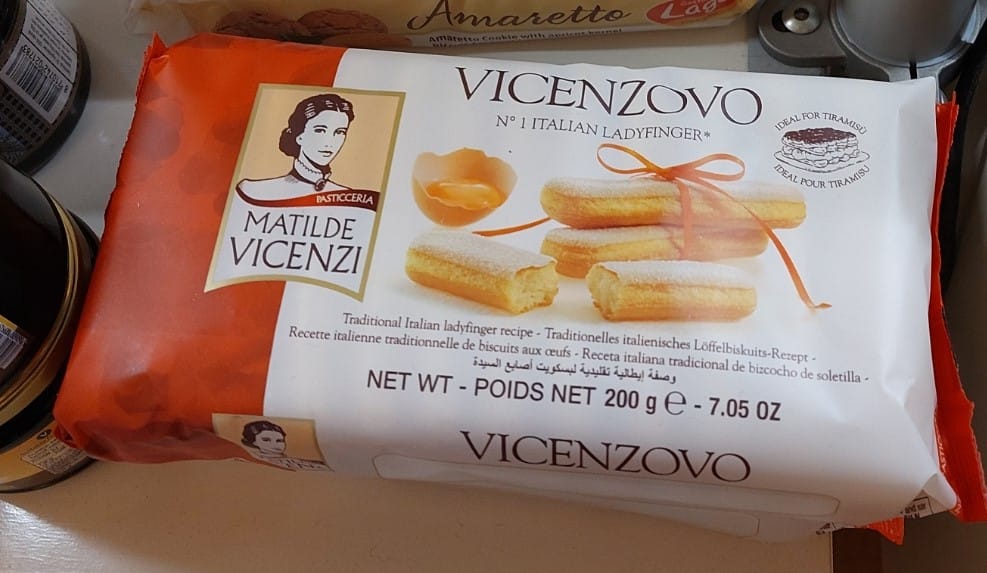 Amaretto
Amaretto Cookie with apricot kernel
Lago
VICENZOVO
N° 1 ITALIAN LADYFINGER*
IDEAL FOR TIRAMISÙ
IDEAL POUR TIRAMISU
PASTICCERIA
MATILDE
VICENZI
Traditional Italian ladyfinger recipe - Traditionelles italienisches Löffelbiskuits-Rezept -
Recette italienne traditionnelle de biscuits aux œufs - Receta italiana tradicional de bizcocho de soletilla -
وصفة إيطالية تقليدية لبسكويت أصابع السيدة
NET WT - POIDS NET 200 g e - 7.05 OZ
VICENZOVO